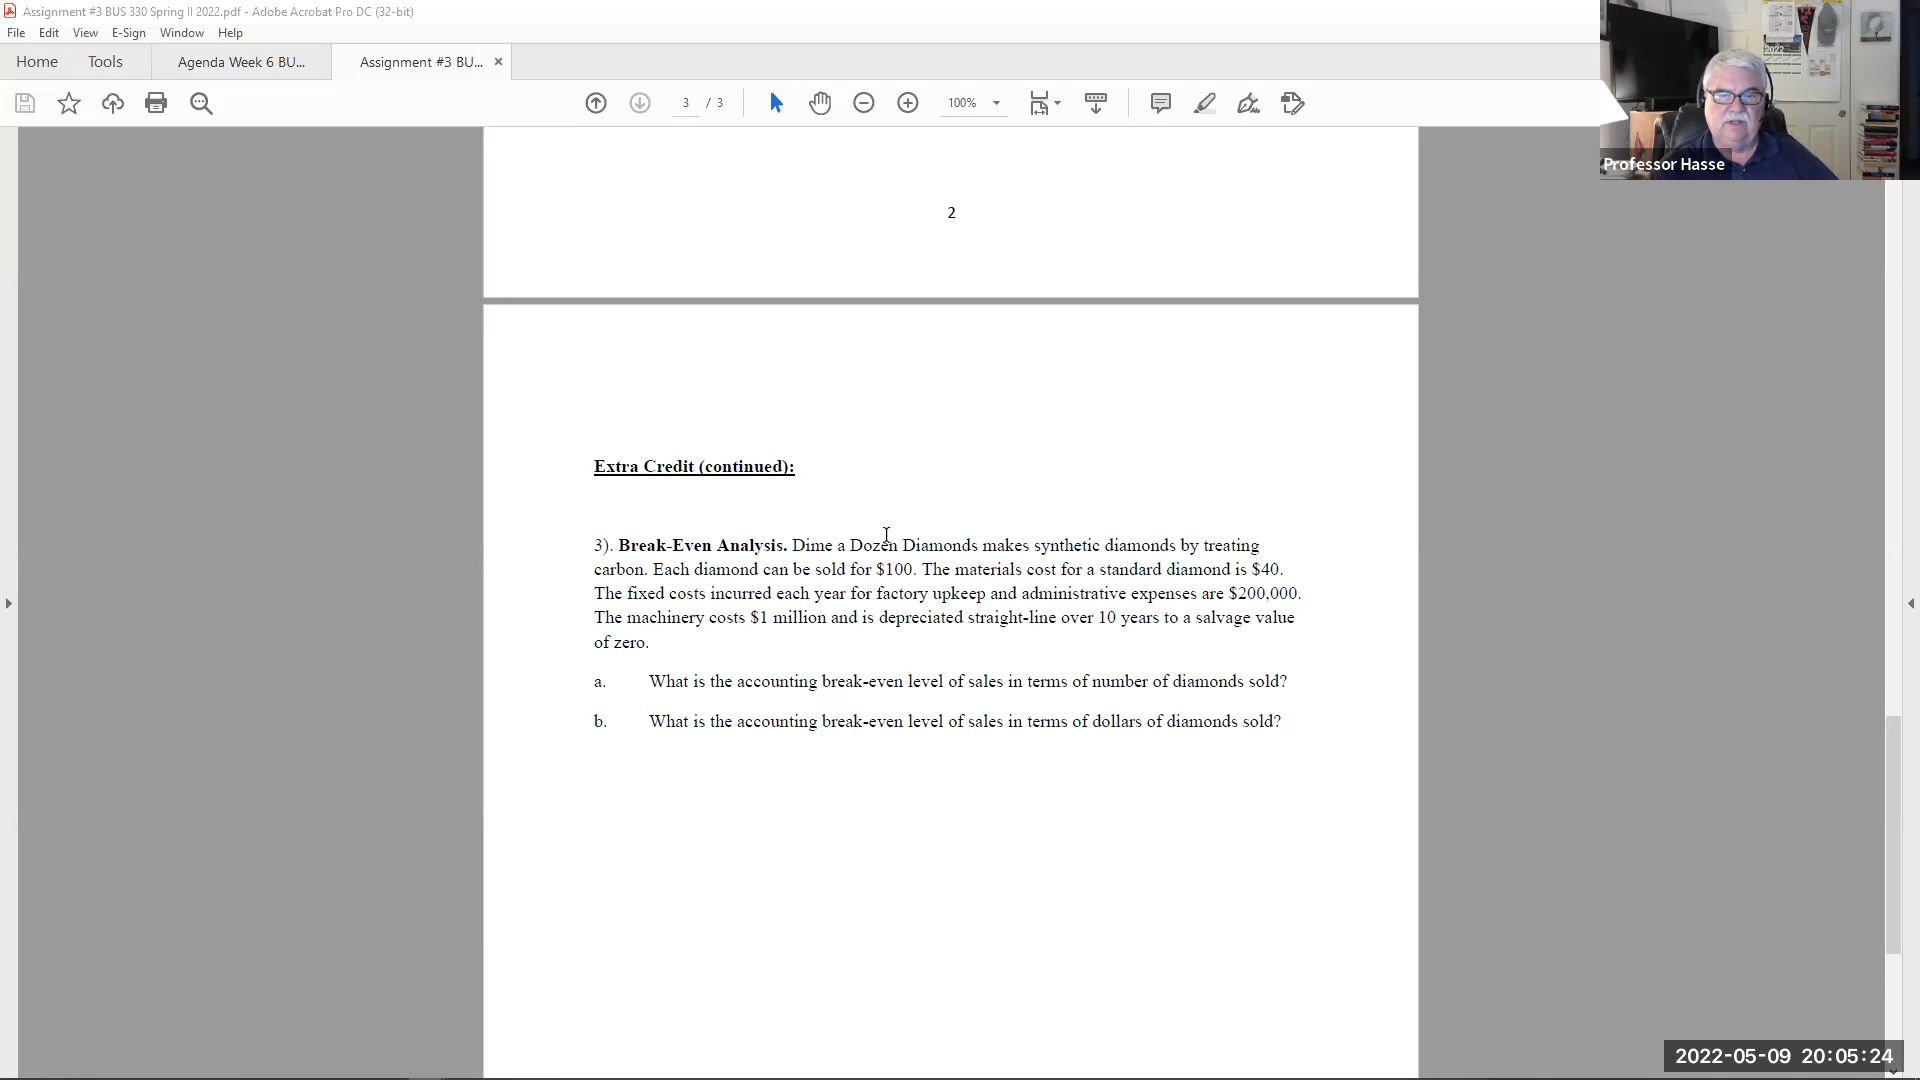 Assignment #3 BUS 330 Spring II 2022.pdf - Adobe Acrobat Pro DC (32-bit)
File Edit View E-Sign Window Help
Home Tools Agenda Week 6 BU... Assignment #3 BU... ×
3 / 3 100%
2022
Professor Hasse
2
Extra Credit (continued):
3). Break-Even Analysis. Dime a Dozen Diamonds makes synthetic diamonds by treating
carbon. Each diamond can be sold for $100. The materials cost for a standard diamond is $40.
The fixed costs incurred each year for factory upkeep and administrative expenses are $200,000.
The machinery costs $1 million and is depreciated straight-line over 10 years to a salvage value
of zero.
a. What is the accounting break-even level of sales in terms of number of diamonds sold?
b. What is the accounting break-even level of sales in terms of dollars of diamonds sold?
2022-05-09 20:05:24